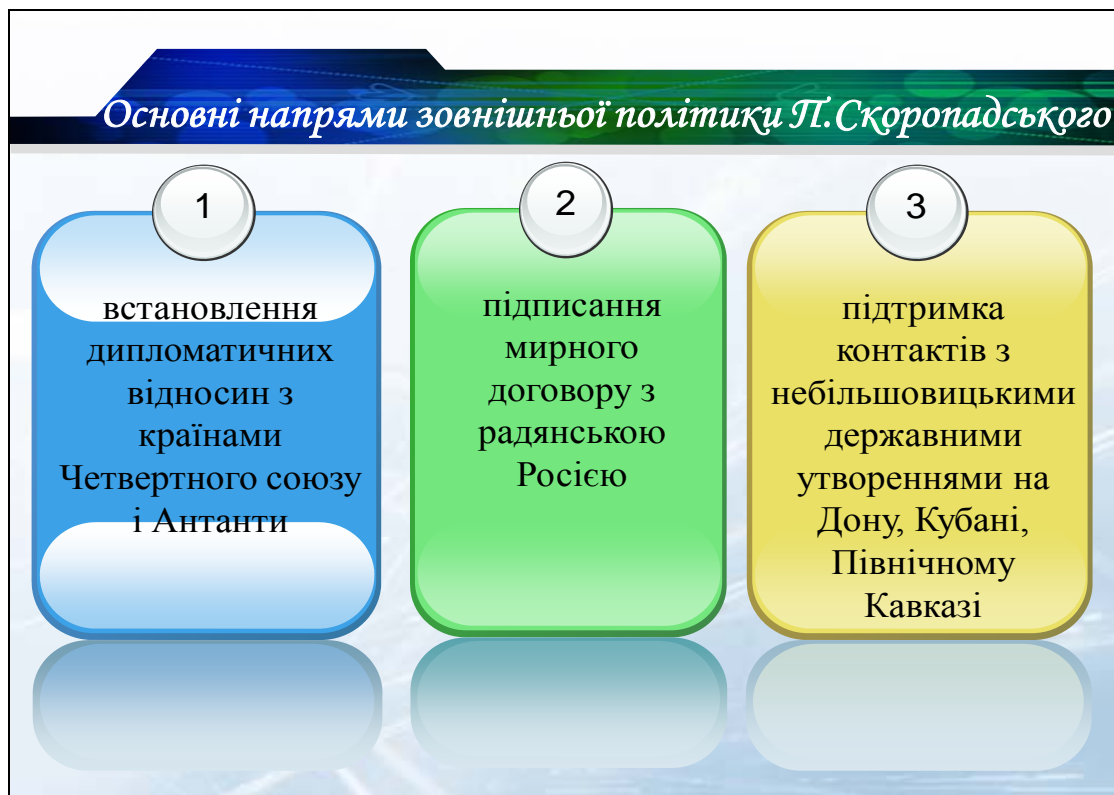 Основні напрями зовнішньої політики П.Скоропадського
1
встановлення
дипломатичних
відносин з
країнами
Четвертного союзу
і Антанти
2
підписання
мирного
договору з
радянською
Росією
3
підтримка
контактів з
небільшовицькими
державними
утвореннями на
Дону, Кубані,
Північному
Кавказі